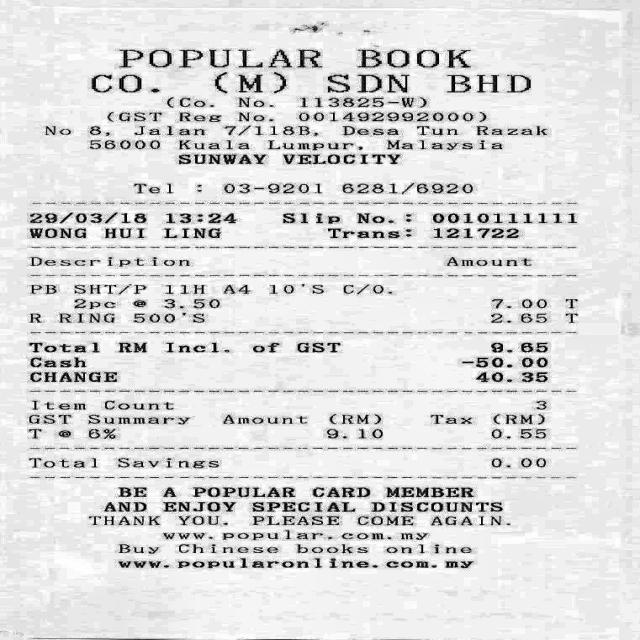 POPULAR BOOK
CO. (M) SDN BHD
(Co. No. 113825-W)
(GST Reg No. 001492992000)
No 8, Jalan 7/118B, Desa Tun Razak
56000 Kuala Lumpur, Malaysia
SUNWAY VELOCITY
Tel : 03-9201 6281/6920
29/03/18 13:24 Slip No.: 0010111111
WONG HUI LING Trans: 121722
Description Amount
PB SHT/P 11H A4 10'S C/O.
2pc @ 3.50 7.00 T
R RING 500'S 2.65 T
Total RM Incl. of GST 9.65
Cash -50.00
CHANGE 40.35
Item Count 3
GST Summary Amount (RM) Tax (RM)
T @ 6% 9.10 0.55
Total Savings 0.00
BE A POPULAR CARD MEMBER
AND ENJOY SPECIAL DISCOUNTS
THANK YOU. PLEASE COME AGAIN.
www.popular.com.my
Buy Chinese books online
www.popularonline.com.my